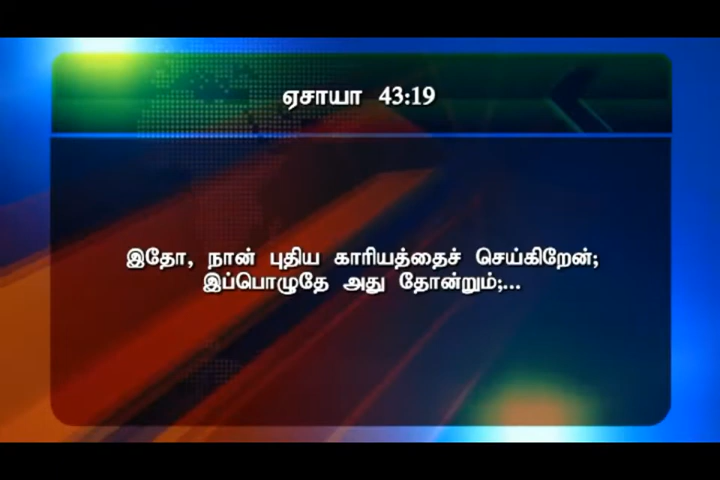 ஏசாயா 43:19
இதோ, நான் புதிய காரியத்தைச் செய்கிறேன்;
இப்பொழுதே அது தோன்றும்;...